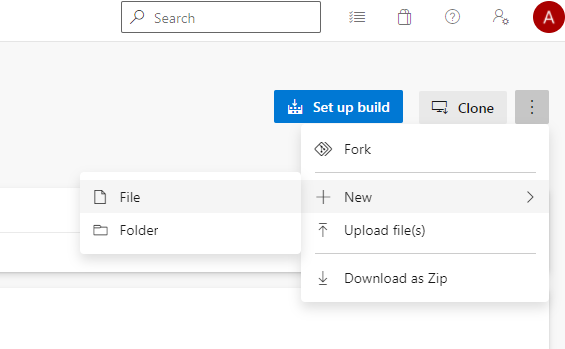 Search
A
Set up build
Clone
Fork
New
File
Folder
Upload file(s)
Download as Zip